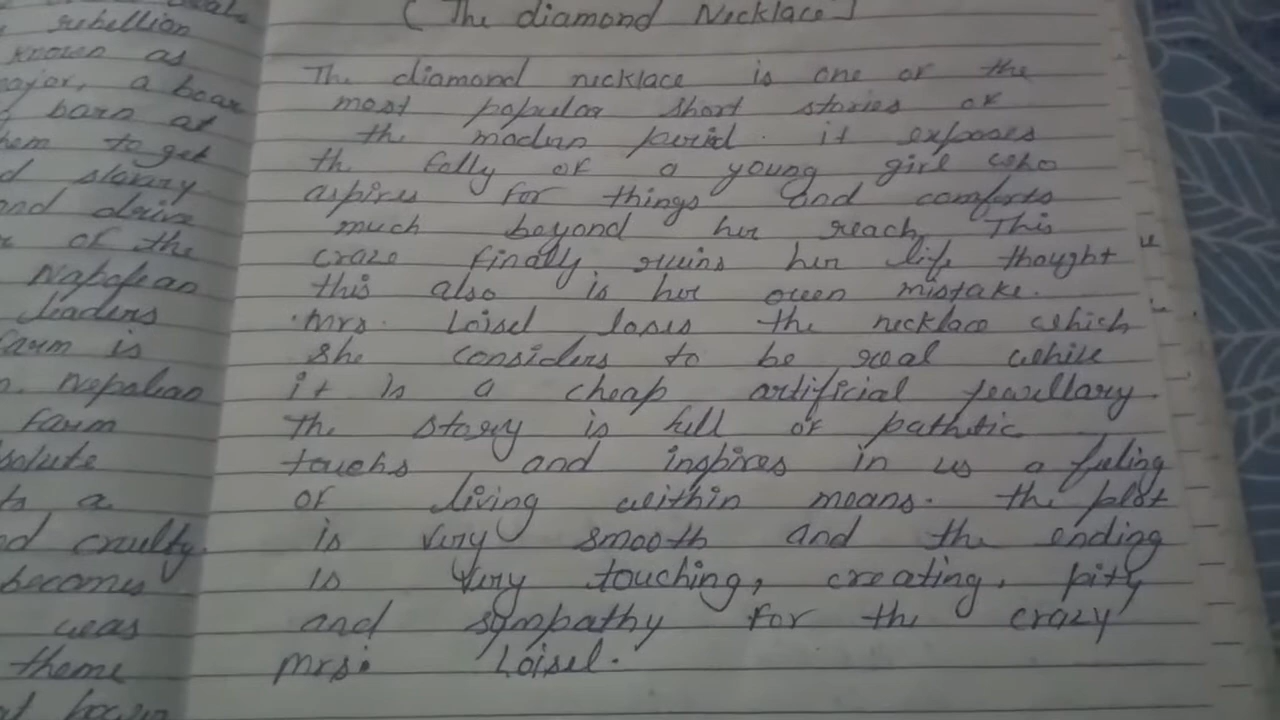 rebellion
known as
major, a boar
born at
them to get
slavery
and drive
of the
Napolean
leaders
farm is
Nepalian
farm
to a
and cruelty
becomes
was
theme
( The diamond Necklace )
The diamond necklace is one of the
most popular short stories of
the modern period. it exposes
the folly of a young girl who
aspires for things and comforts
much beyond her reach. This
craze finally ruins her life thought
this also is her own mistake.
Mrs. Loisel loses the necklace which
she considers to be real while
it is a cheap artificial jewellary.
The story is full of pathetic
touchs and inspires in us a feeling
of living within means. The plot
is very smooth and the ending
is very touching, creating, pity
and sympathy for the crazy
Mrs. Loisel.